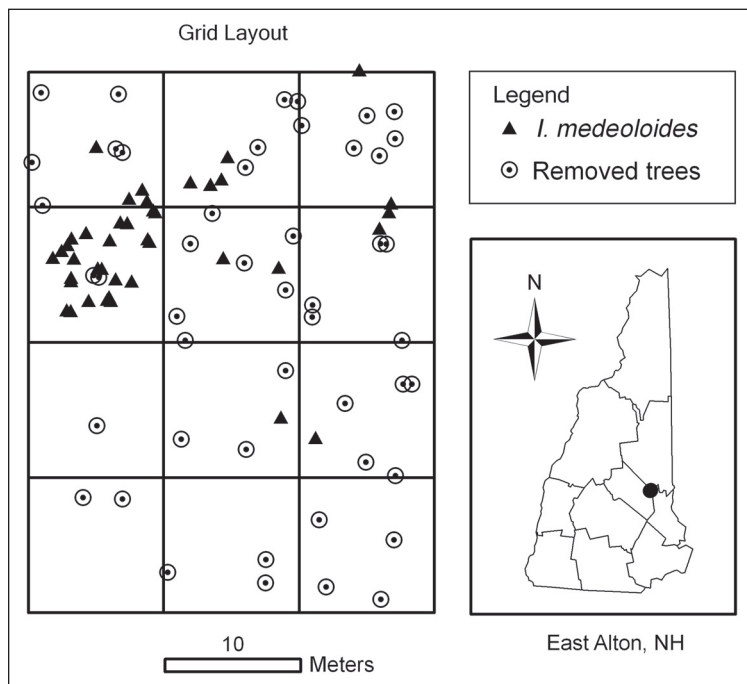 Grid Layout
Legend
I. medeoloides
Removed trees
N
10
Meters
East Alton, NH